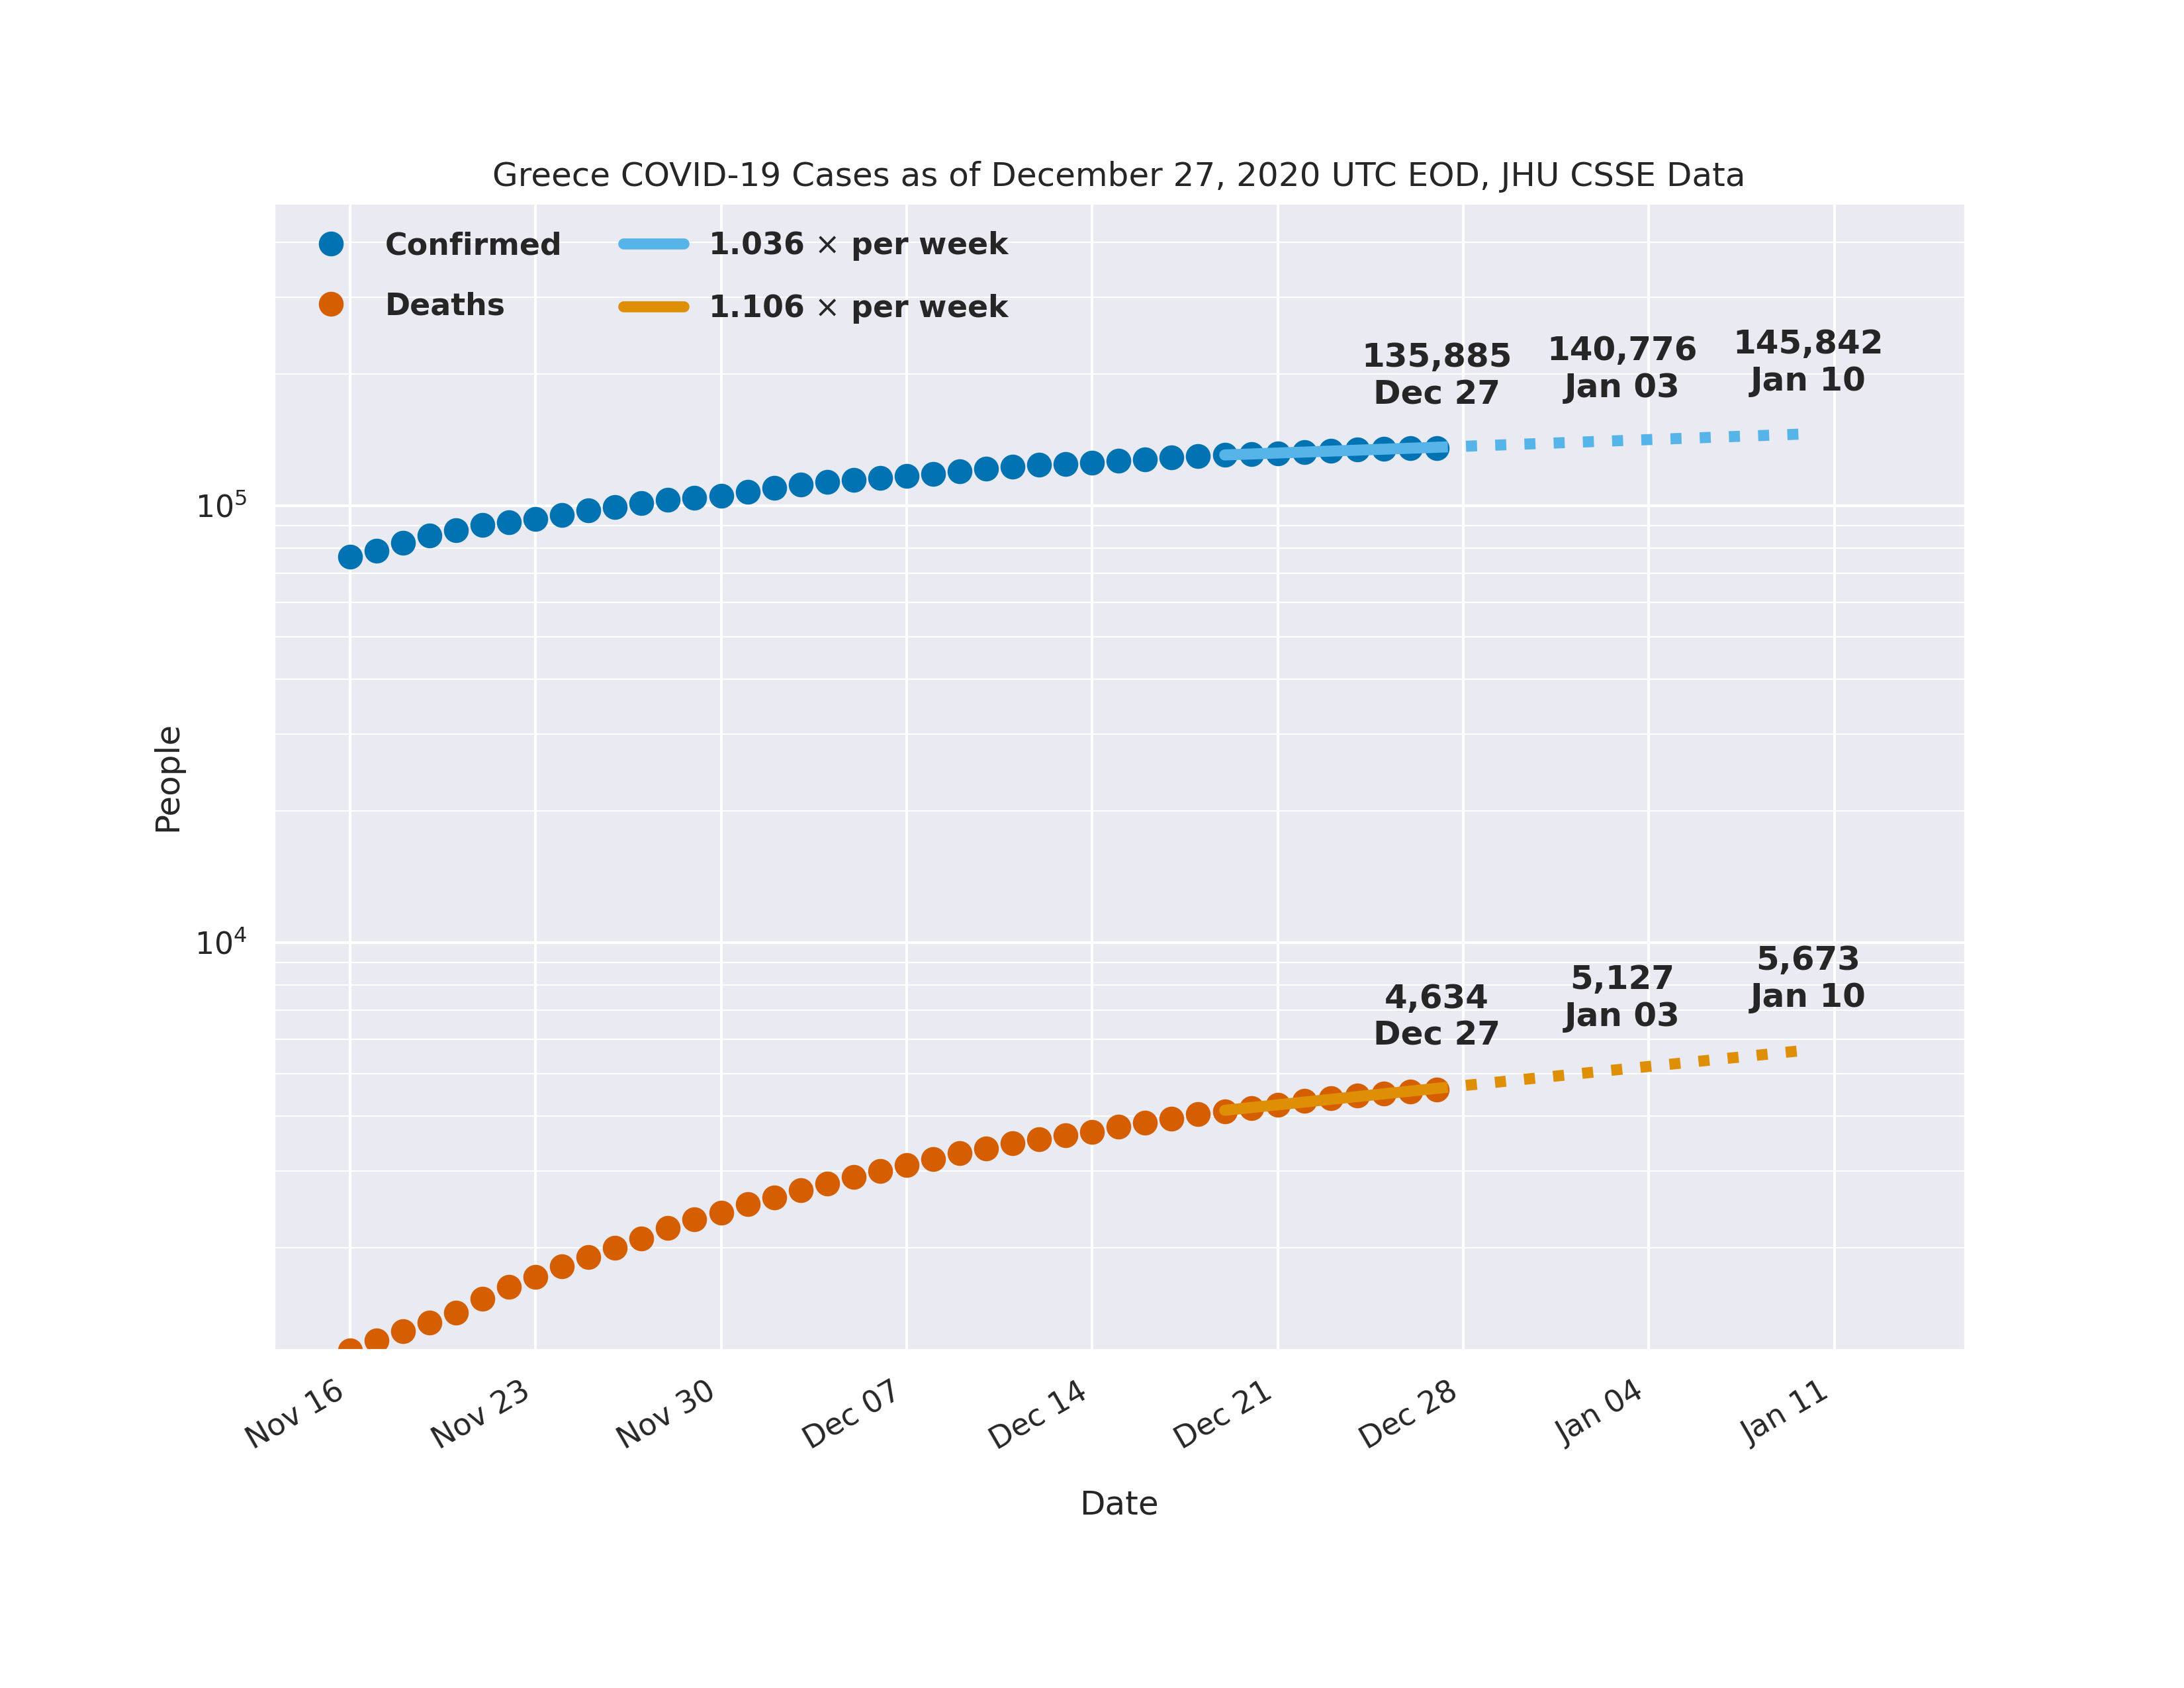 Greece COVID-19 Cases as of December 27, 2020 UTC EOD, JHU CSSE Data
Confirmed
Deaths
1.036 × per week
1.106 × per week
135,885
Dec 27
140,776
Jan 03
145,842
Jan 10
4,634
Dec 27
5,127
Jan 03
5,673
Jan 10
People
10⁵
10⁴
Nov 16
Nov 23
Nov 30
Dec 07
Dec 14
Dec 21
Dec 28
Jan 04
Jan 11
Date